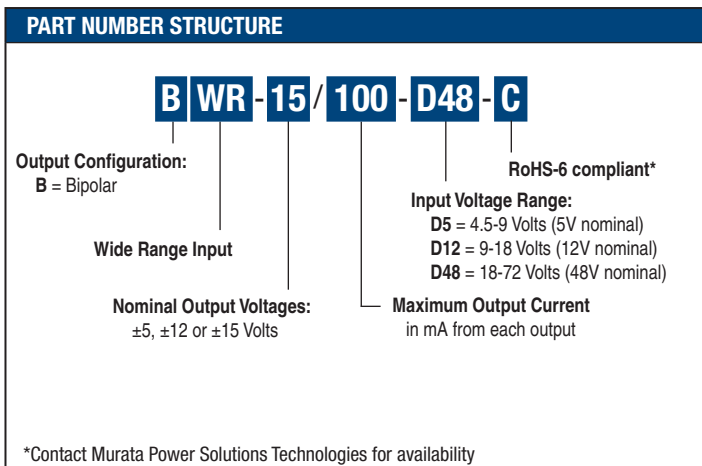 PART NUMBER STRUCTURE
B WR - 15 / 100 - D48 - C
Output Configuration:
B = Bipolar
RoHS-6 compliant*
Input Voltage Range:
D5 = 4.5-9 Volts (5V nominal)
D12 = 9-18 Volts (12V nominal)
D48 = 18-72 Volts (48V nominal)
Wide Range Input
Nominal Output Voltages:
±5, ±12 or ±15 Volts
Maximum Output Current
in mA from each output
*Contact Murata Power Solutions Technologies for availability